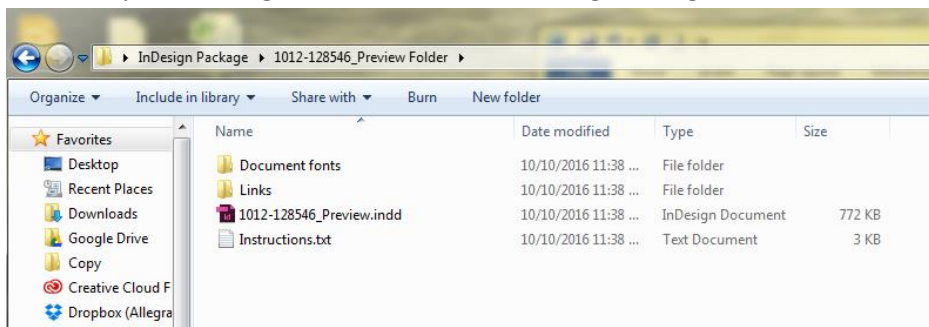 InDesign Package ▸ 1012-128546_Preview Folder ▸
Organize Include in library Share with Burn New folder
Favorites
Desktop
Recent Places
Downloads
Google Drive
Copy
Creative Cloud F
Dropbox (Allegra
Name Date modified Type Size
Document fonts 10/10/2016 11:38 ... File folder
Links 10/10/2016 11:38 ... File folder
1012-128546_Preview.indd 10/10/2016 11:38 ... InDesign Document 772 KB
Instructions.txt 10/10/2016 11:38 ... Text Document 3 KB